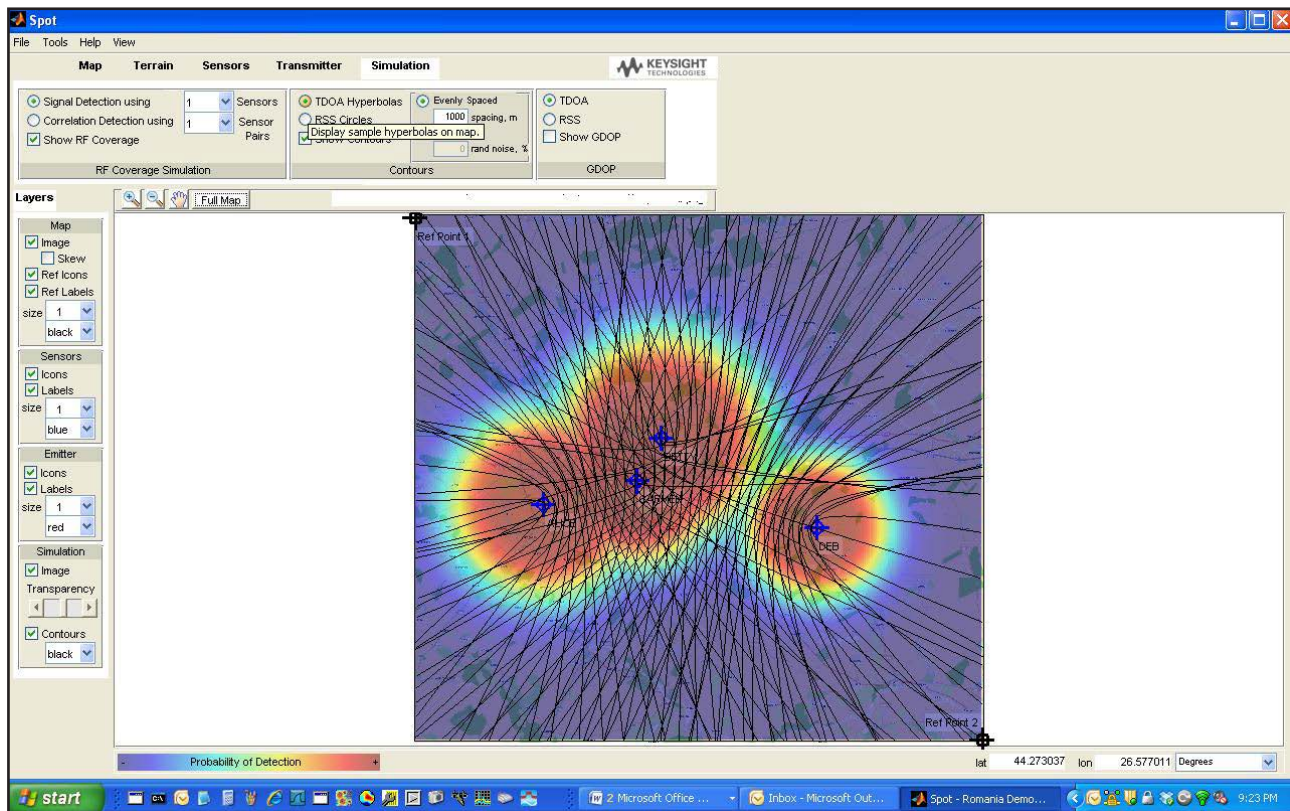 Spot
File Tools Help View
Map Terrain Sensors Transmitter Simulation
KEYSIGHT
TECHNOLOGIES
Signal Detection using 1 Sensors
Correlation Detection using 1 Sensor Pairs
Show RF Coverage
RF Coverage Simulation
TDOA Hyperbolas
RSS Circles
Display sample hyperbolas on map.
Show Contours
Evenly Spaced
1000 spacing, m
0 rand noise, %
Contours
TDOA
RSS
Show GDOP
GDOP
Layers
Full Map
Map
Image
Skew
Ref Icons
Ref Labels
size 1
black
Sensors
Icons
Labels
size 1
blue
Emitter
Icons
Labels
size 1
red
Simulation
Image
Transparency
Contours
black
Ref Point 1
DEB
Ref Point 2
- Probability of Detection +
lat 44.273037 lon 26.577011 Degrees
start
2 Microsoft Office ...
Inbox - Microsoft Out...
Spot - Romania Demo...
9:23 PM